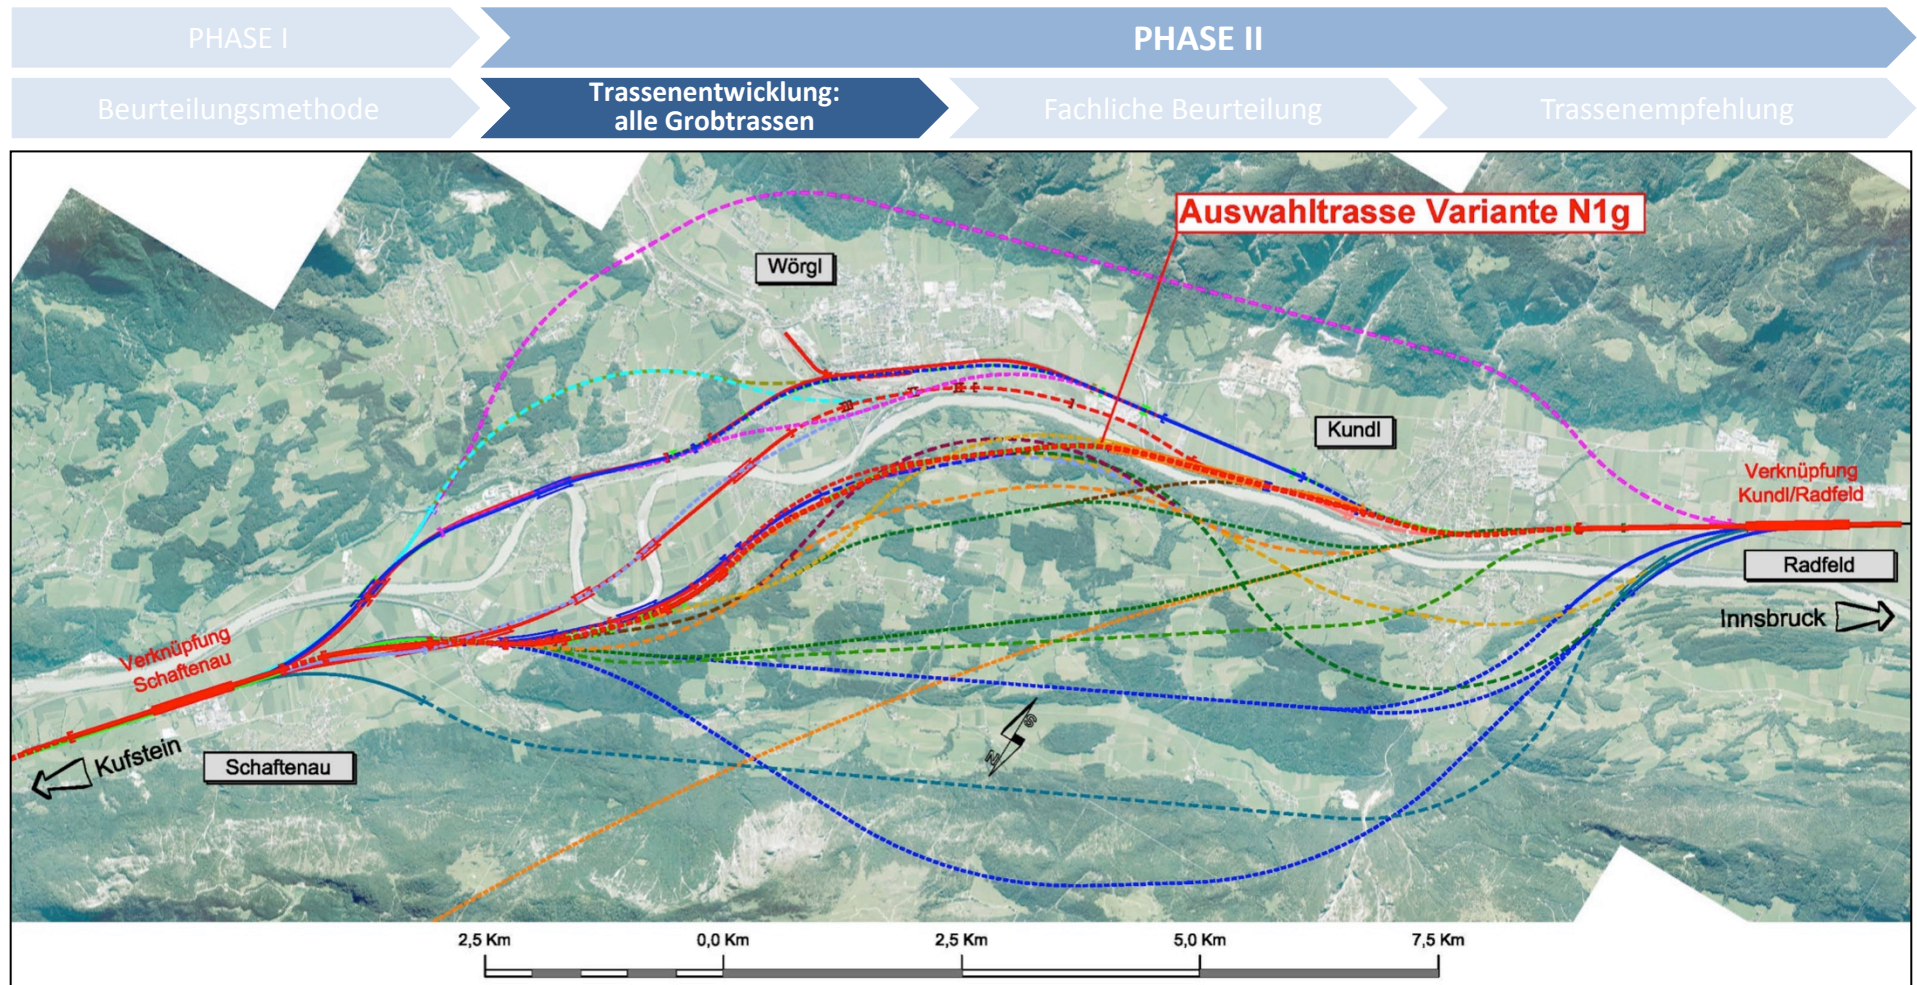 PHASE I
PHASE II
Beurteilungsmethode
Trassenentwicklung:
alle Grobtrassen
Fachliche Beurteilung
Trassenempfehlung
Auswahltrasse Variante N1g
Wörgl
Kundl
Verknüpfung
Kundl/Radfeld
Radfeld
Innsbruck
Verknüpfung
Schaftenau
Kufstein
Schaftenau
S
N
2,5 Km
0,0 Km
2,5 Km
5,0 Km
7,5 Km